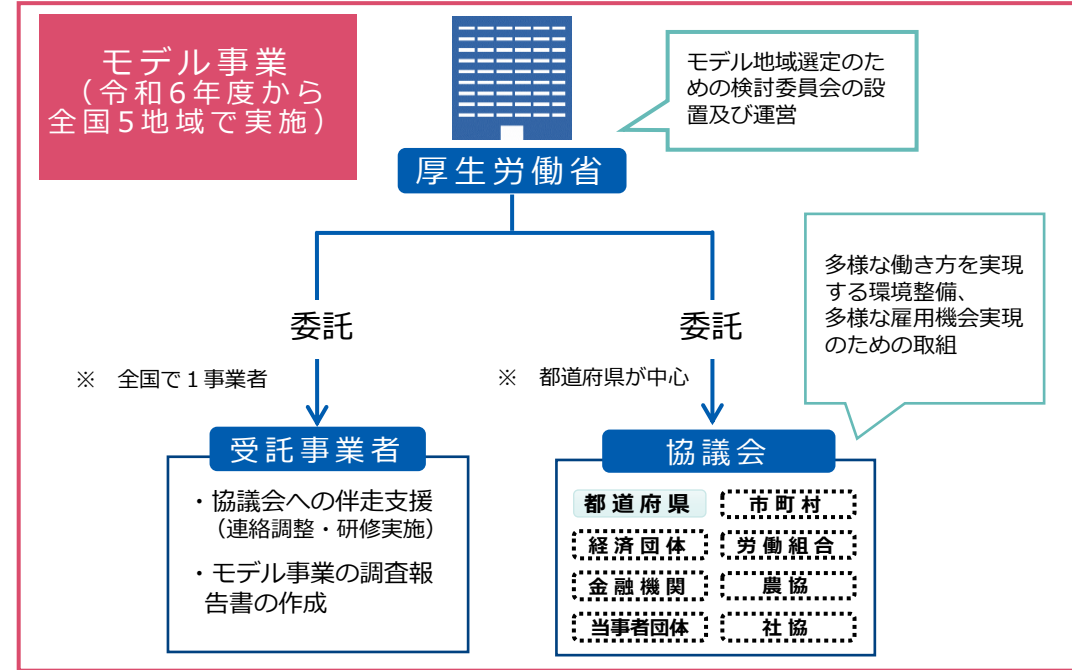 モデル事業
（令和６年度から
全国５地域で実施）
モデル地域選定のた
めの検討委員会の設
置及び運営
厚生労働省
多様な働き方を実現
する環境整備、
多様な雇用機会実現
のための取組
委託
委託
※　全国で１事業者
※　都道府県が中心
受託事業者
・協議会への伴走支援
（連絡調整・研修実施）
・モデル事業の調査報
告書の作成
協議会
都道府県
市町村
経済団体
労働組合
金融機関
農協
当事者団体
社協